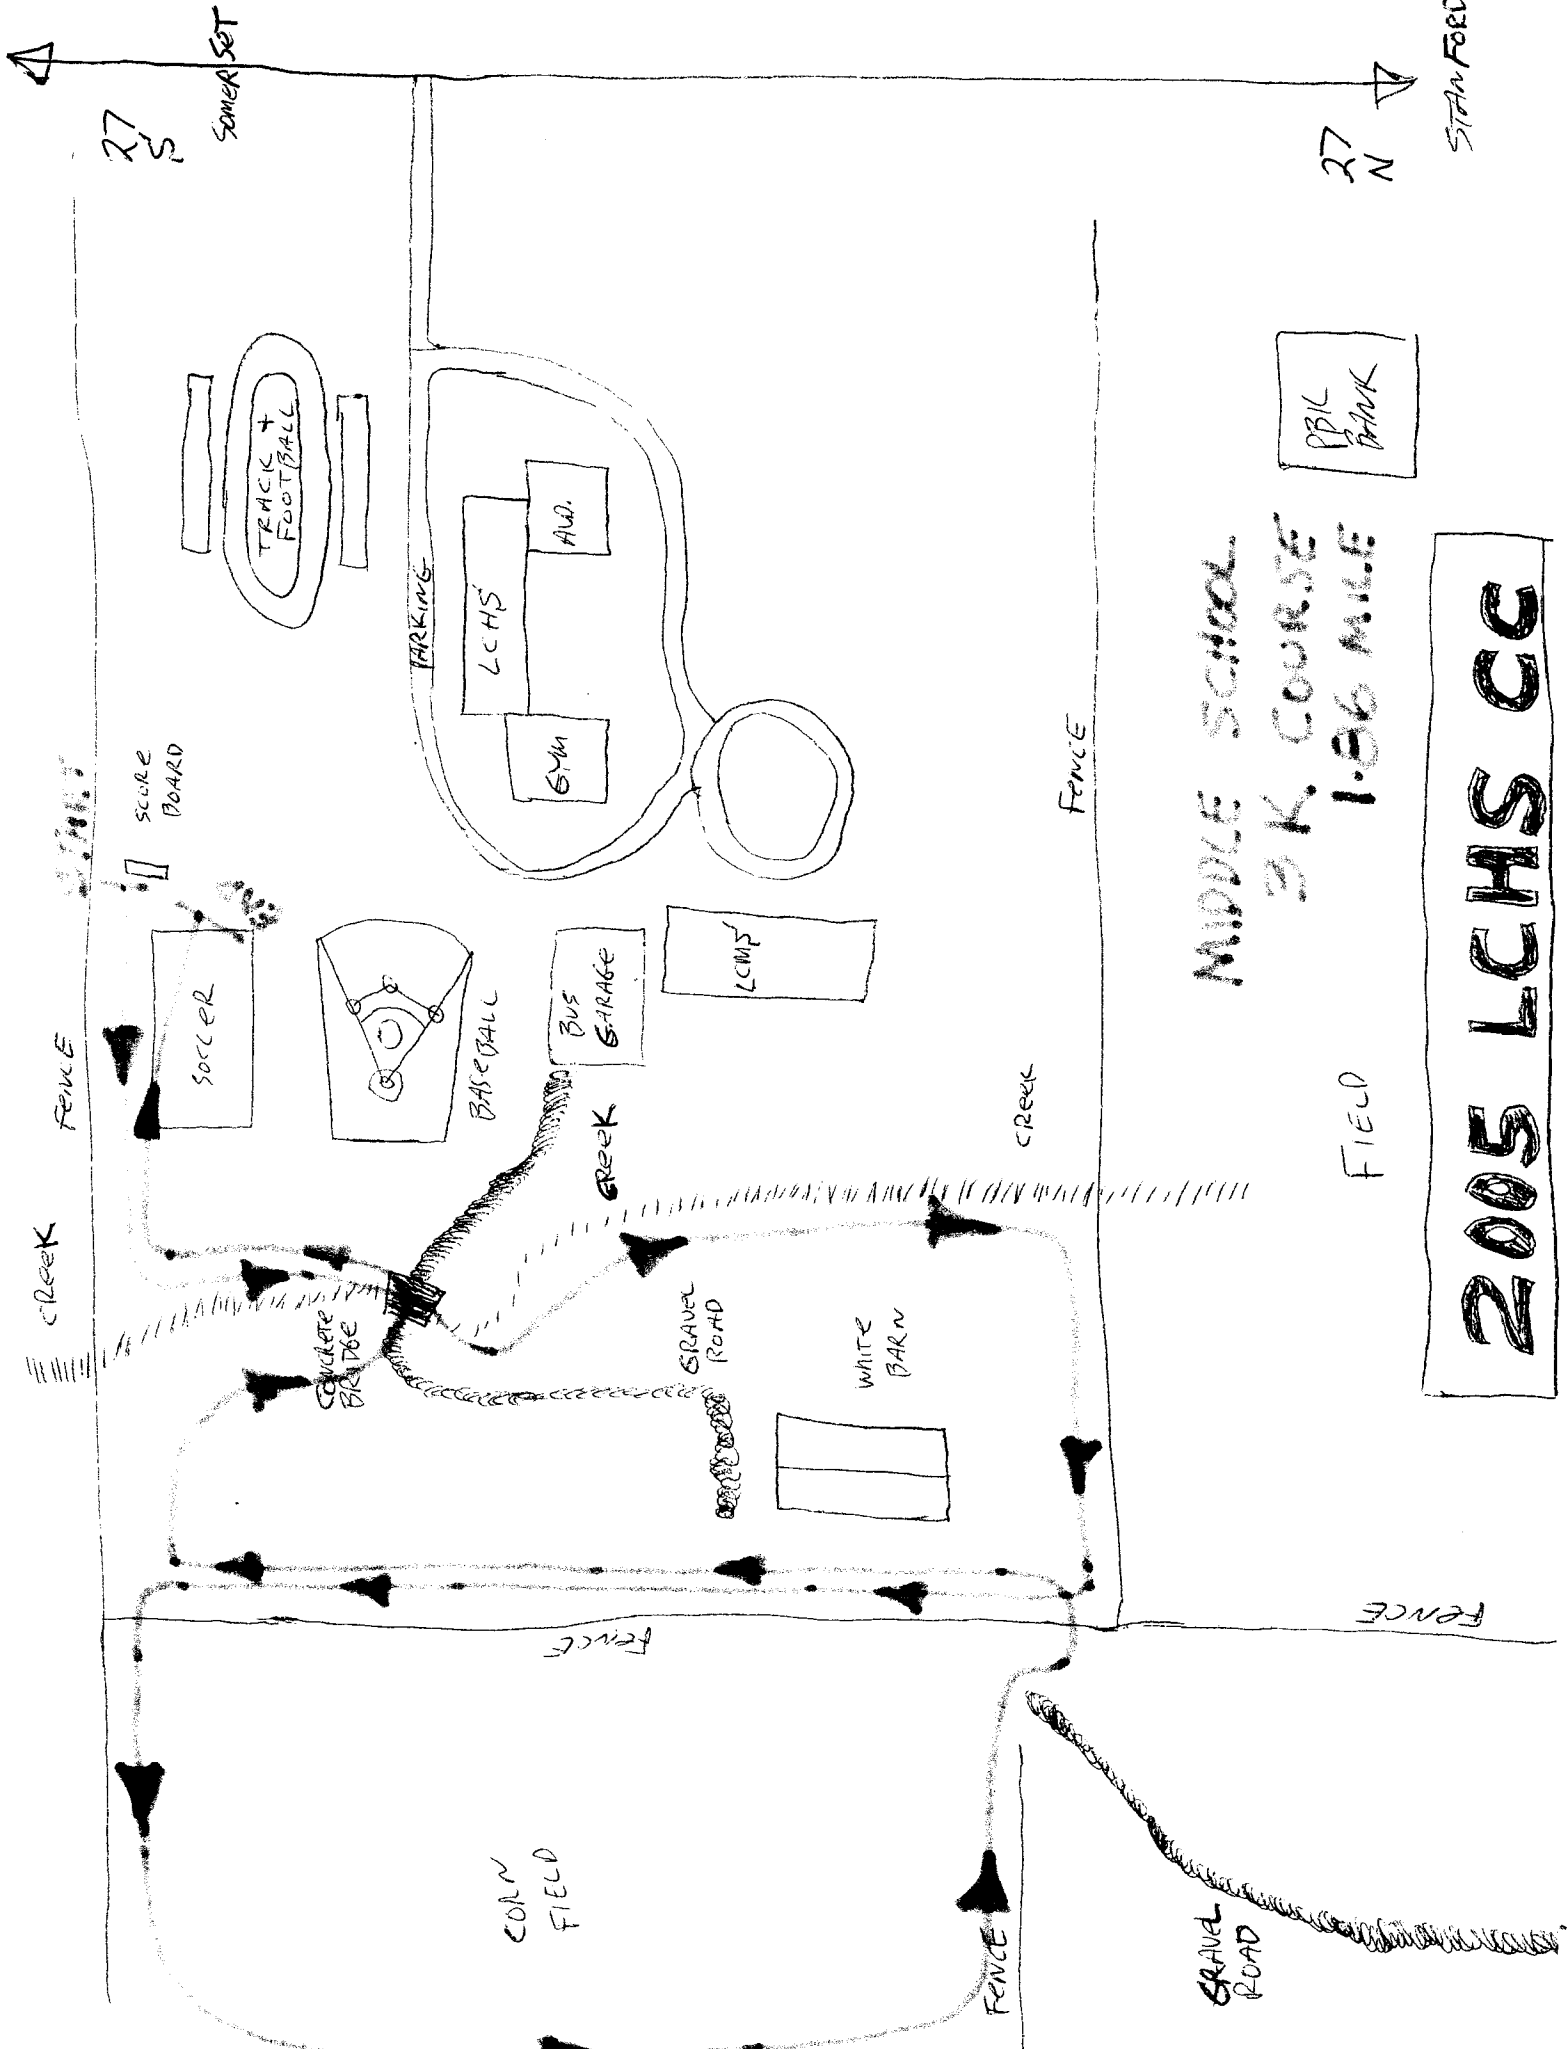 CREEK
FENCE
START
SCORE
BOARD
27
S
SOMERSET
SOCCER
TRACK +
FOOTBALL
CONCRETE
BRIDGE
BASEBALL
PARKING
CREEK
BUS
GARAGE
GYM
LCHS
AUD.
FENCE
CORN
FIELD
GRAVEL
ROAD
LCMS
WHITE
BARN
FENCE
CREEK
FENCE
GRAVEL
ROAD
FENCE
FIELD
MIDDLE SCHOOL
3K COURSE
1.86 MILE
PBK
BANK
27
N
STANFORD
2005 LCHS CC